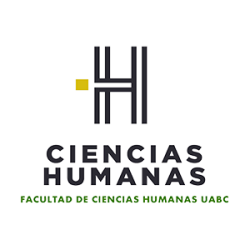 CIENCIAS
HUMANAS
FACULTAD DE CIENCIAS HUMANAS UABC